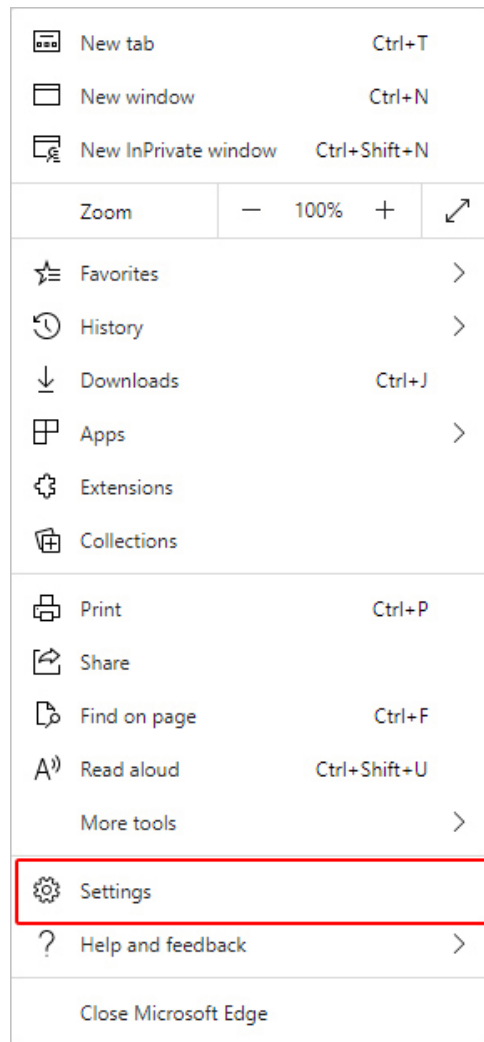 New tab Ctrl+T
New window Ctrl+N
New InPrivate window Ctrl+Shift+N
Zoom — 100% +
Favorites
History
Downloads Ctrl+J
Apps
Extensions
Collections
Print Ctrl+P
Share
Find on page Ctrl+F
Read aloud Ctrl+Shift+U
More tools
Settings
Help and feedback
Close Microsoft Edge